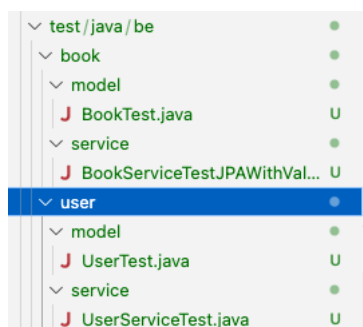 test/java/be
book
model
J BookTest.java U
service
J BookServiceTestJPAWithVal... U
user
model
J UserTest.java U
service
J UserServiceTest.java U